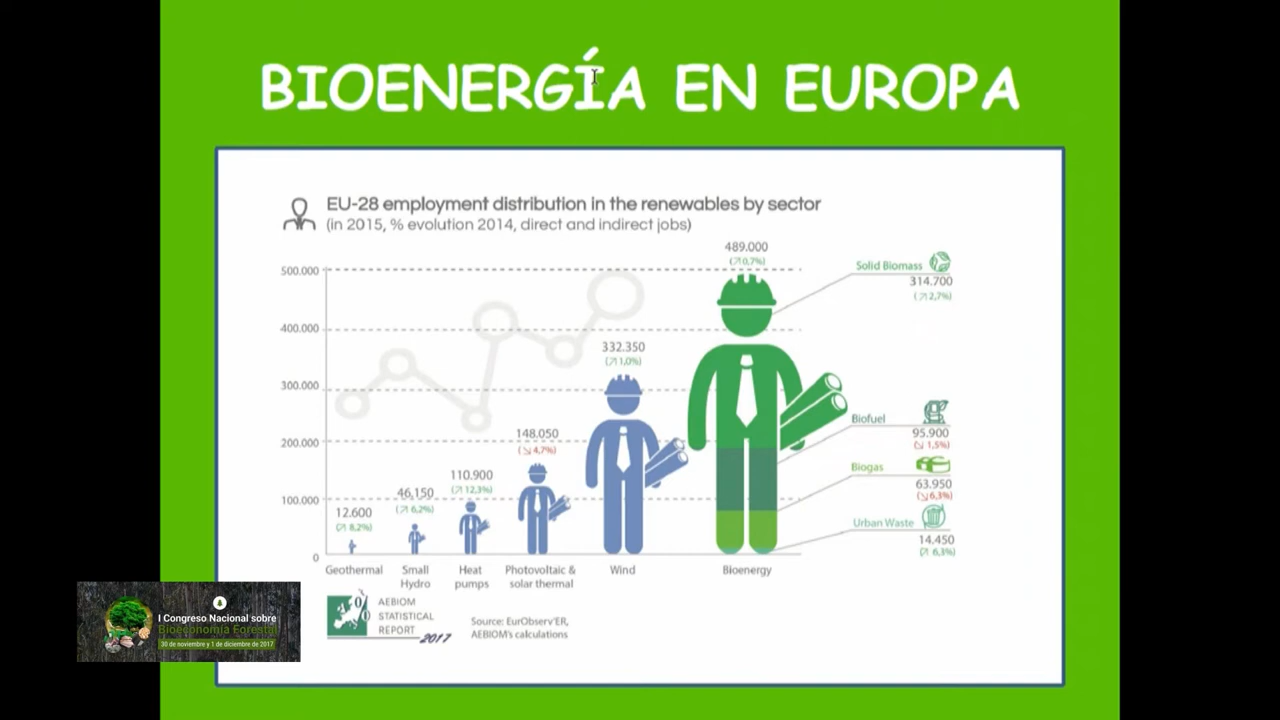 BIOENERGÍA EN EUROPA
EU-28 employment distribution in the renewables by sector
(in 2015, % evolution 2014, direct and indirect jobs)
500.000
400.000
300.000
200.000
100.000
0
12.600
(↗ 8,2%)
46,150
(↗ 6,2%)
110.900
(↗ 12,3%)
148.050
(↘ 4,7%)
332.350
(↗ 1,0%)
489.000
(↗ 0,7%)
Solid Biomass
314.700
(↗ 2,7%)
Biofuel
95.900
(↘ 1,5%)
Biogas
63.950
(↘ 6,3%)
Urban Waste
14.450
(↗ 6,3%)
Geothermal
Small
Hydro
Heat
pumps
Photovoltaic &
solar thermal
Wind
Bioenergy
AEBIOM
STATISTICAL
REPORT
2017
Source: EurObserv'ER,
AEBIOM's calculations
I Congreso Nacional sobre
Bioeconomía Forestal
30 de noviembre y 1 de diciembre de 2017